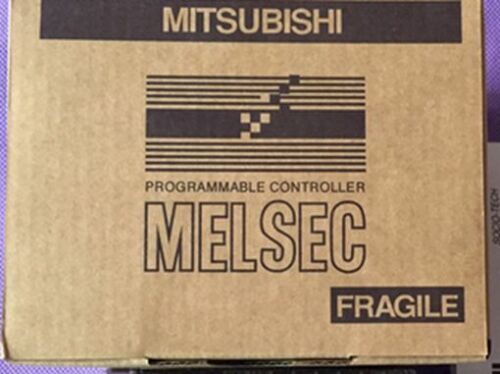 MITSUBISHI
PROGRAMMABLE CONTROLLER
MELSEC
FRAGILE